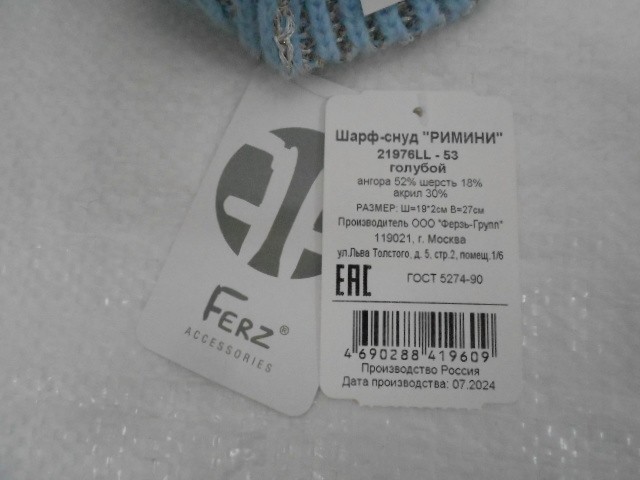 Шарф-снуд "РИМИНИ"
21976LL - 53
голубой
ангора 52% шерсть 18%
акрил 30%
РАЗМЕР: Ш=19*2см В=27см
Производитель ООО "Ферзь-Групп"
119021, г. Москва
ул.Льва Толстого, д. 5, стр.2, помещ.1/6
ЕАС ГОСТ 5274-90
4 690288 419609
Производство Россия
Дата производства: 07.2024
FERZ®
ACCESSORIES